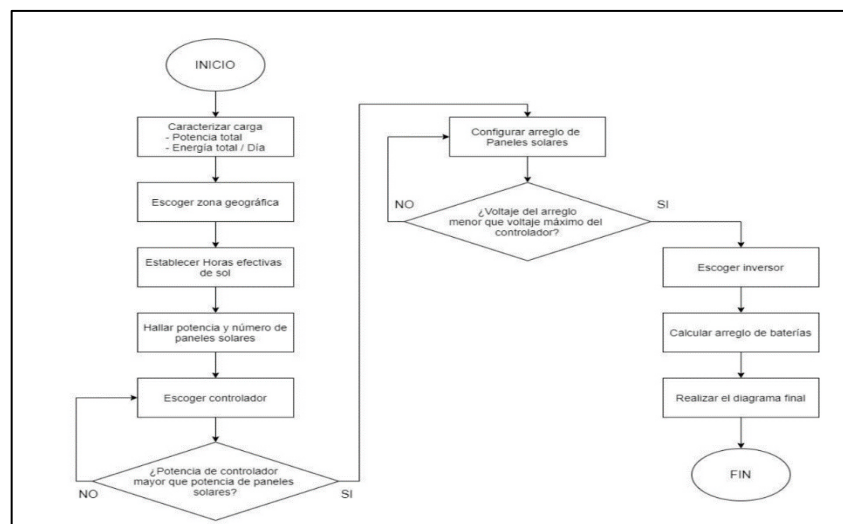 INICIO
Caracterizar carga
- Potencia total
- Energía total / Día
Escoger zona geográfica
Establecer Horas efectivas
de sol
Hallar potencia y número de
paneles solares
Escoger controlador
¿Potencia de controlador
mayor que potencia de paneles
solares?
NO
SI
Configurar arreglo de
Paneles solares
¿Voltaje del arreglo
menor que voltaje máximo del
controlador?
NO
SI
Escoger inversor
Calcular arreglo de baterías
Realizar el diagrama final
FIN